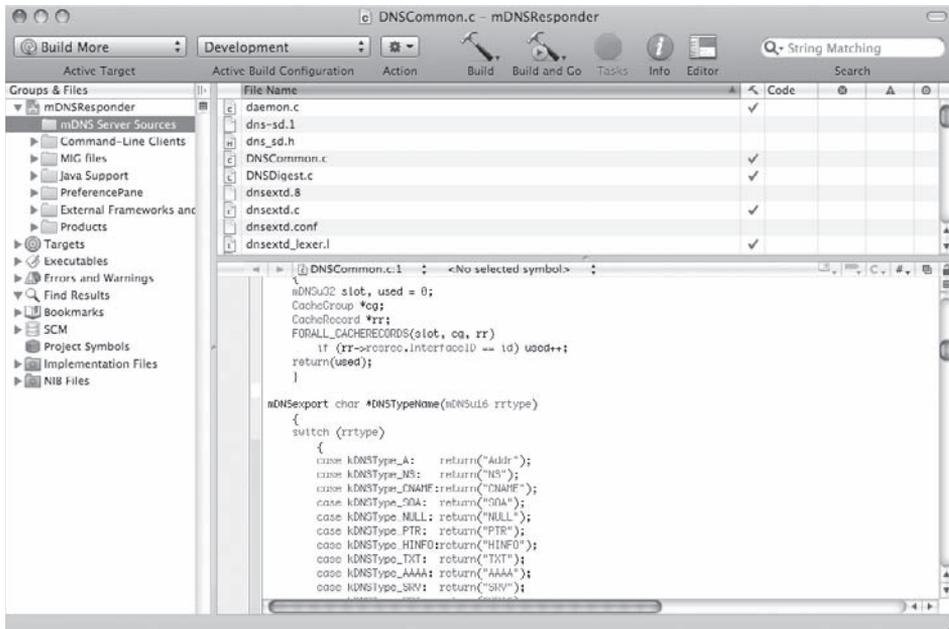 DNSCommon.c – mDNSResponder
Build More
Development
String Matching
Active Target
Active Build Configuration
Action
Build
Build and Go
Tasks
Info
Editor
Search
Groups & Files
File Name
Code
mDNSResponder
mDNS Server Sources
Command-Line Clients
MIG files
Java Support
PreferencePane
External Frameworks and
Products
Targets
Executables
Errors and Warnings
Find Results
Bookmarks
SCM
Project Symbols
Implementation Files
NIB Files
daemon.c
dns-sd.1
dns_sd.h
DNSCommon.c
DNSDigest.c
dnsextd.8
dnsextd.c
dnsextd.conf
dnsextd_lexer.l
DNSCommon.c:1
<No selected symbol>
C, #,
{
mDNSu32 slot, used = 0;
CacheGroup *cg;
CacheRecord *rr;
FORALL_CACHERECORDS(slot, cg, rr)
if (rr->resrec.InterfaceID == id) used++;
return(used);
}
mDNSexport char *DNSTypeName(mDNSu16 rrtype)
{
switch (rrtype)
{
case kDNSType_A: return("Addr");
case kDNSType_NS: return("NS");
case kDNSType_CNAME:return("CNAME");
case kDNSType_SOA: return("SOA");
case kDNSType_NULL: return("NULL");
case kDNSType_PTR: return("PTR");
case kDNSType_HINFO:return("HINFO");
case kDNSType_TXT: return("TXT");
case kDNSType_AAAA: return("AAAA");
case kDNSType_SRV: return("SRV");